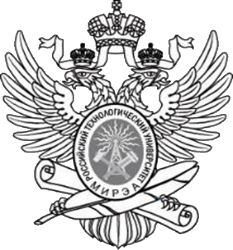 РОССИЙСКИЙ ТЕХНОЛОГИЧЕСКИЙ УНИВЕРСИТЕТ
МИРЭА